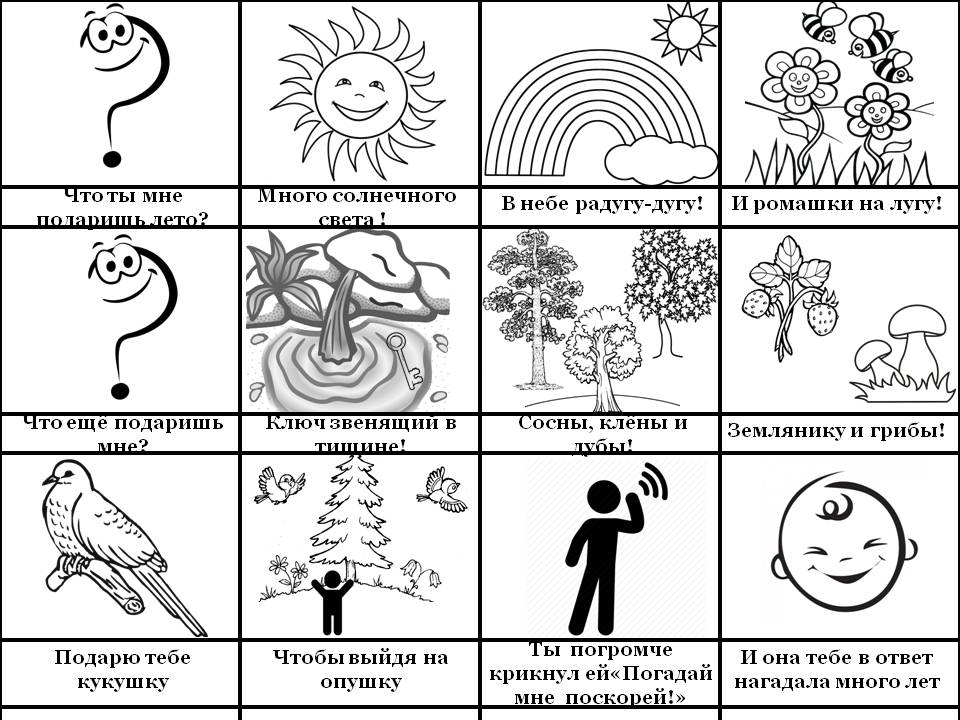 Что ты мне
подаришь лето?
Много солнечного
света !
В небе радугу-дугу!
И ромашки на лугу!
Что ещё подаришь
мне?
Ключ звенящий в
тишине!
Сосны, клёны и
дубы!
Землянику и грибы!
Подарю тебе
кукушку
Чтобы выйдя на
опушку
Ты погромче
крикнул ей«Погадай
мне поскорей!»
И она тебе в ответ
нагадала много лет